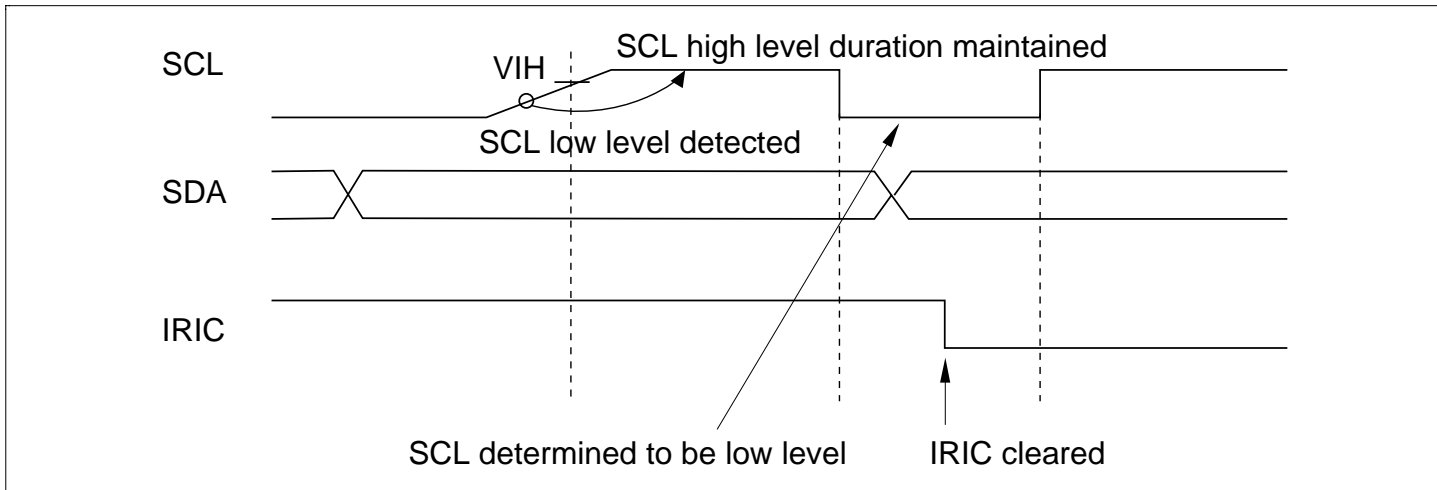 SCL high level duration maintained
SCL
VIH
SCL low level detected
SDA
IRIC
SCL determined to be low level
IRIC cleared